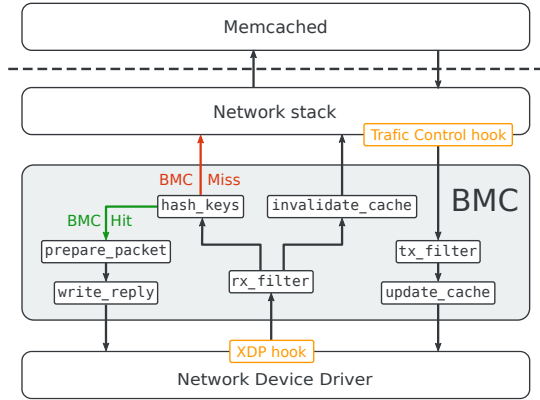 Memcached
Network stack
Trafic Control hook
BMC Miss
BMC
hash_keys
invalidate_cache
BMC Hit
prepare_packet
tx_filter
rx_filter
write_reply
update_cache
XDP hook
Network Device Driver